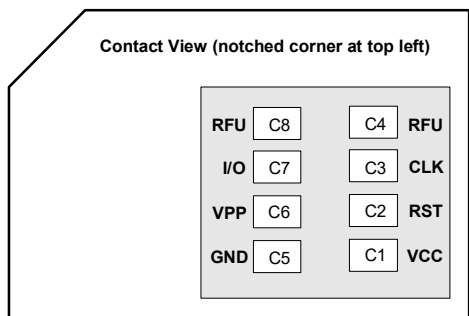 Contact View (notched corner at top left)
RFU C8 C4 RFU
I/O C7 C3 CLK
VPP C6 C2 RST
GND C5 C1 VCC